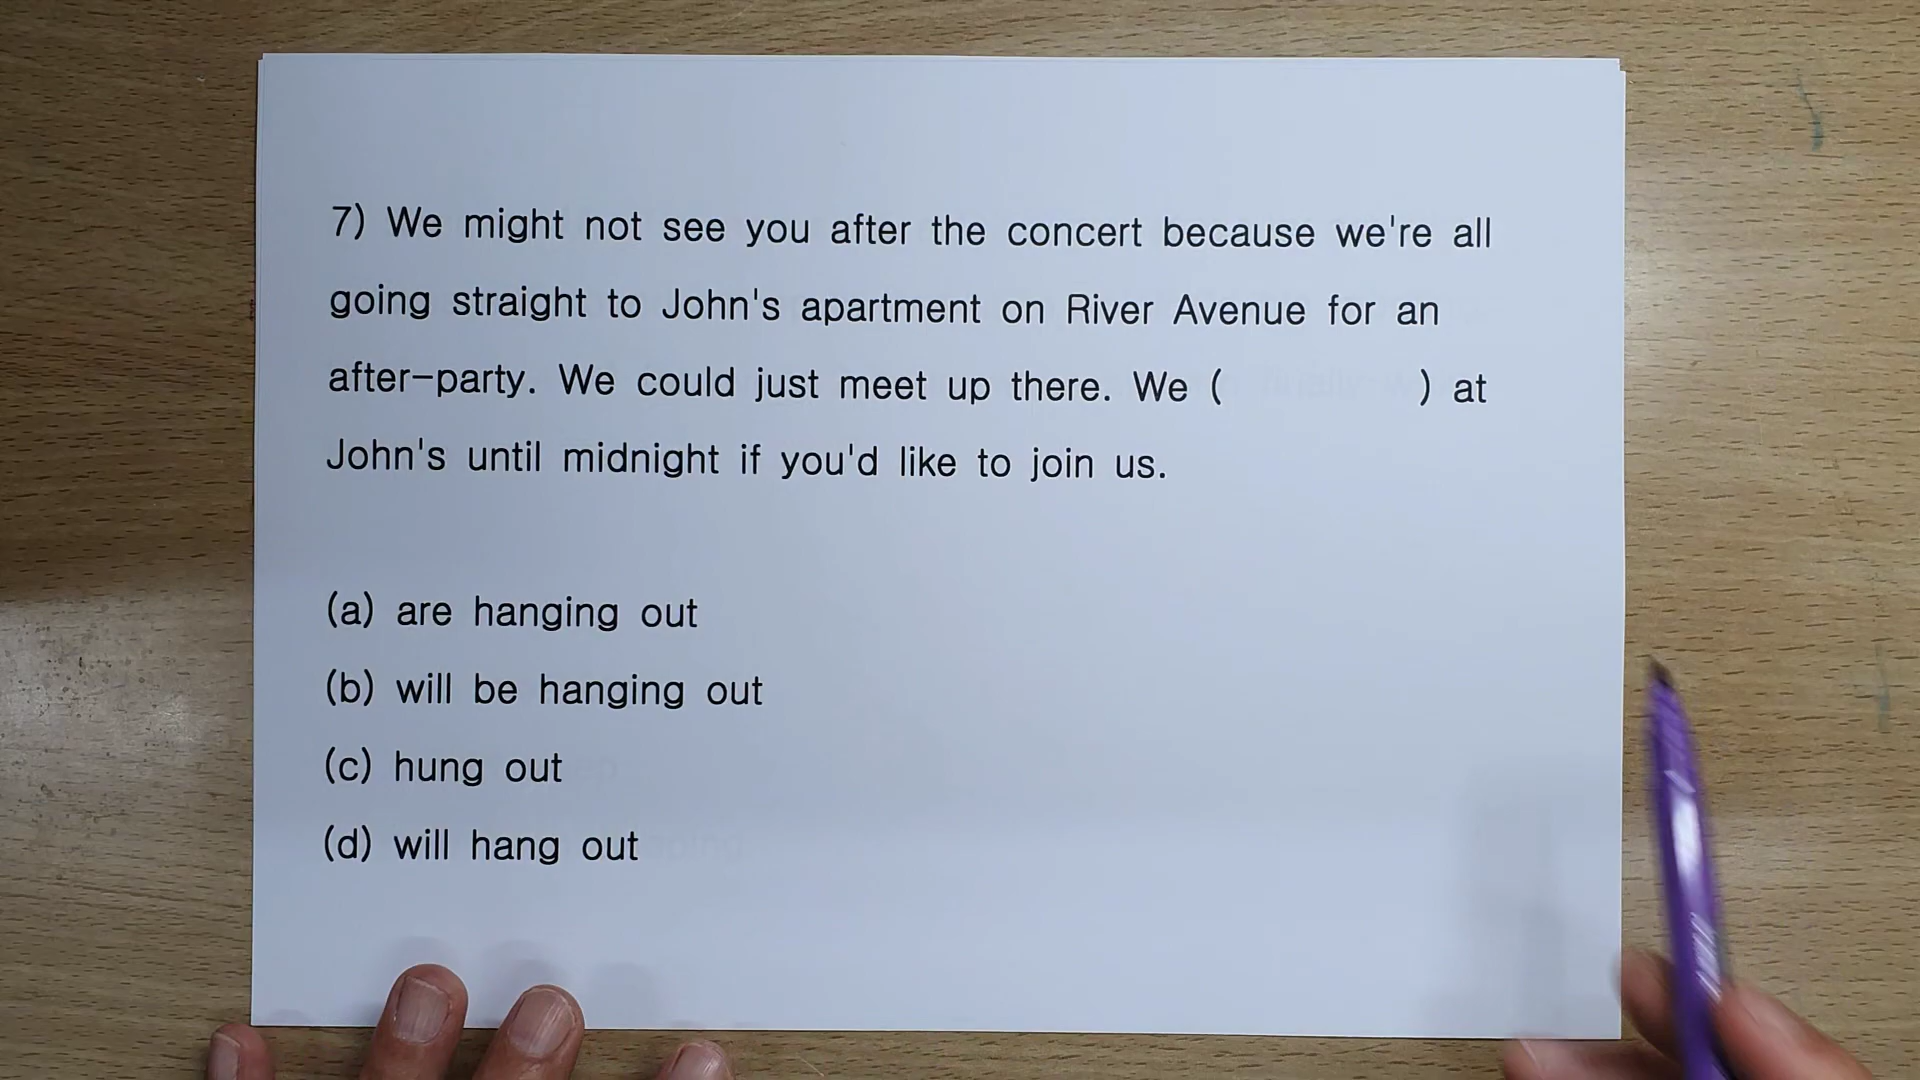 7) We might not see you after the concert because we're all
going straight to John's apartment on River Avenue for an
after-party. We could just meet up there. We ( ) at
John's until midnight if you'd like to join us.
(a) are hanging out
(b) will be hanging out
(c) hung out
(d) will hang out